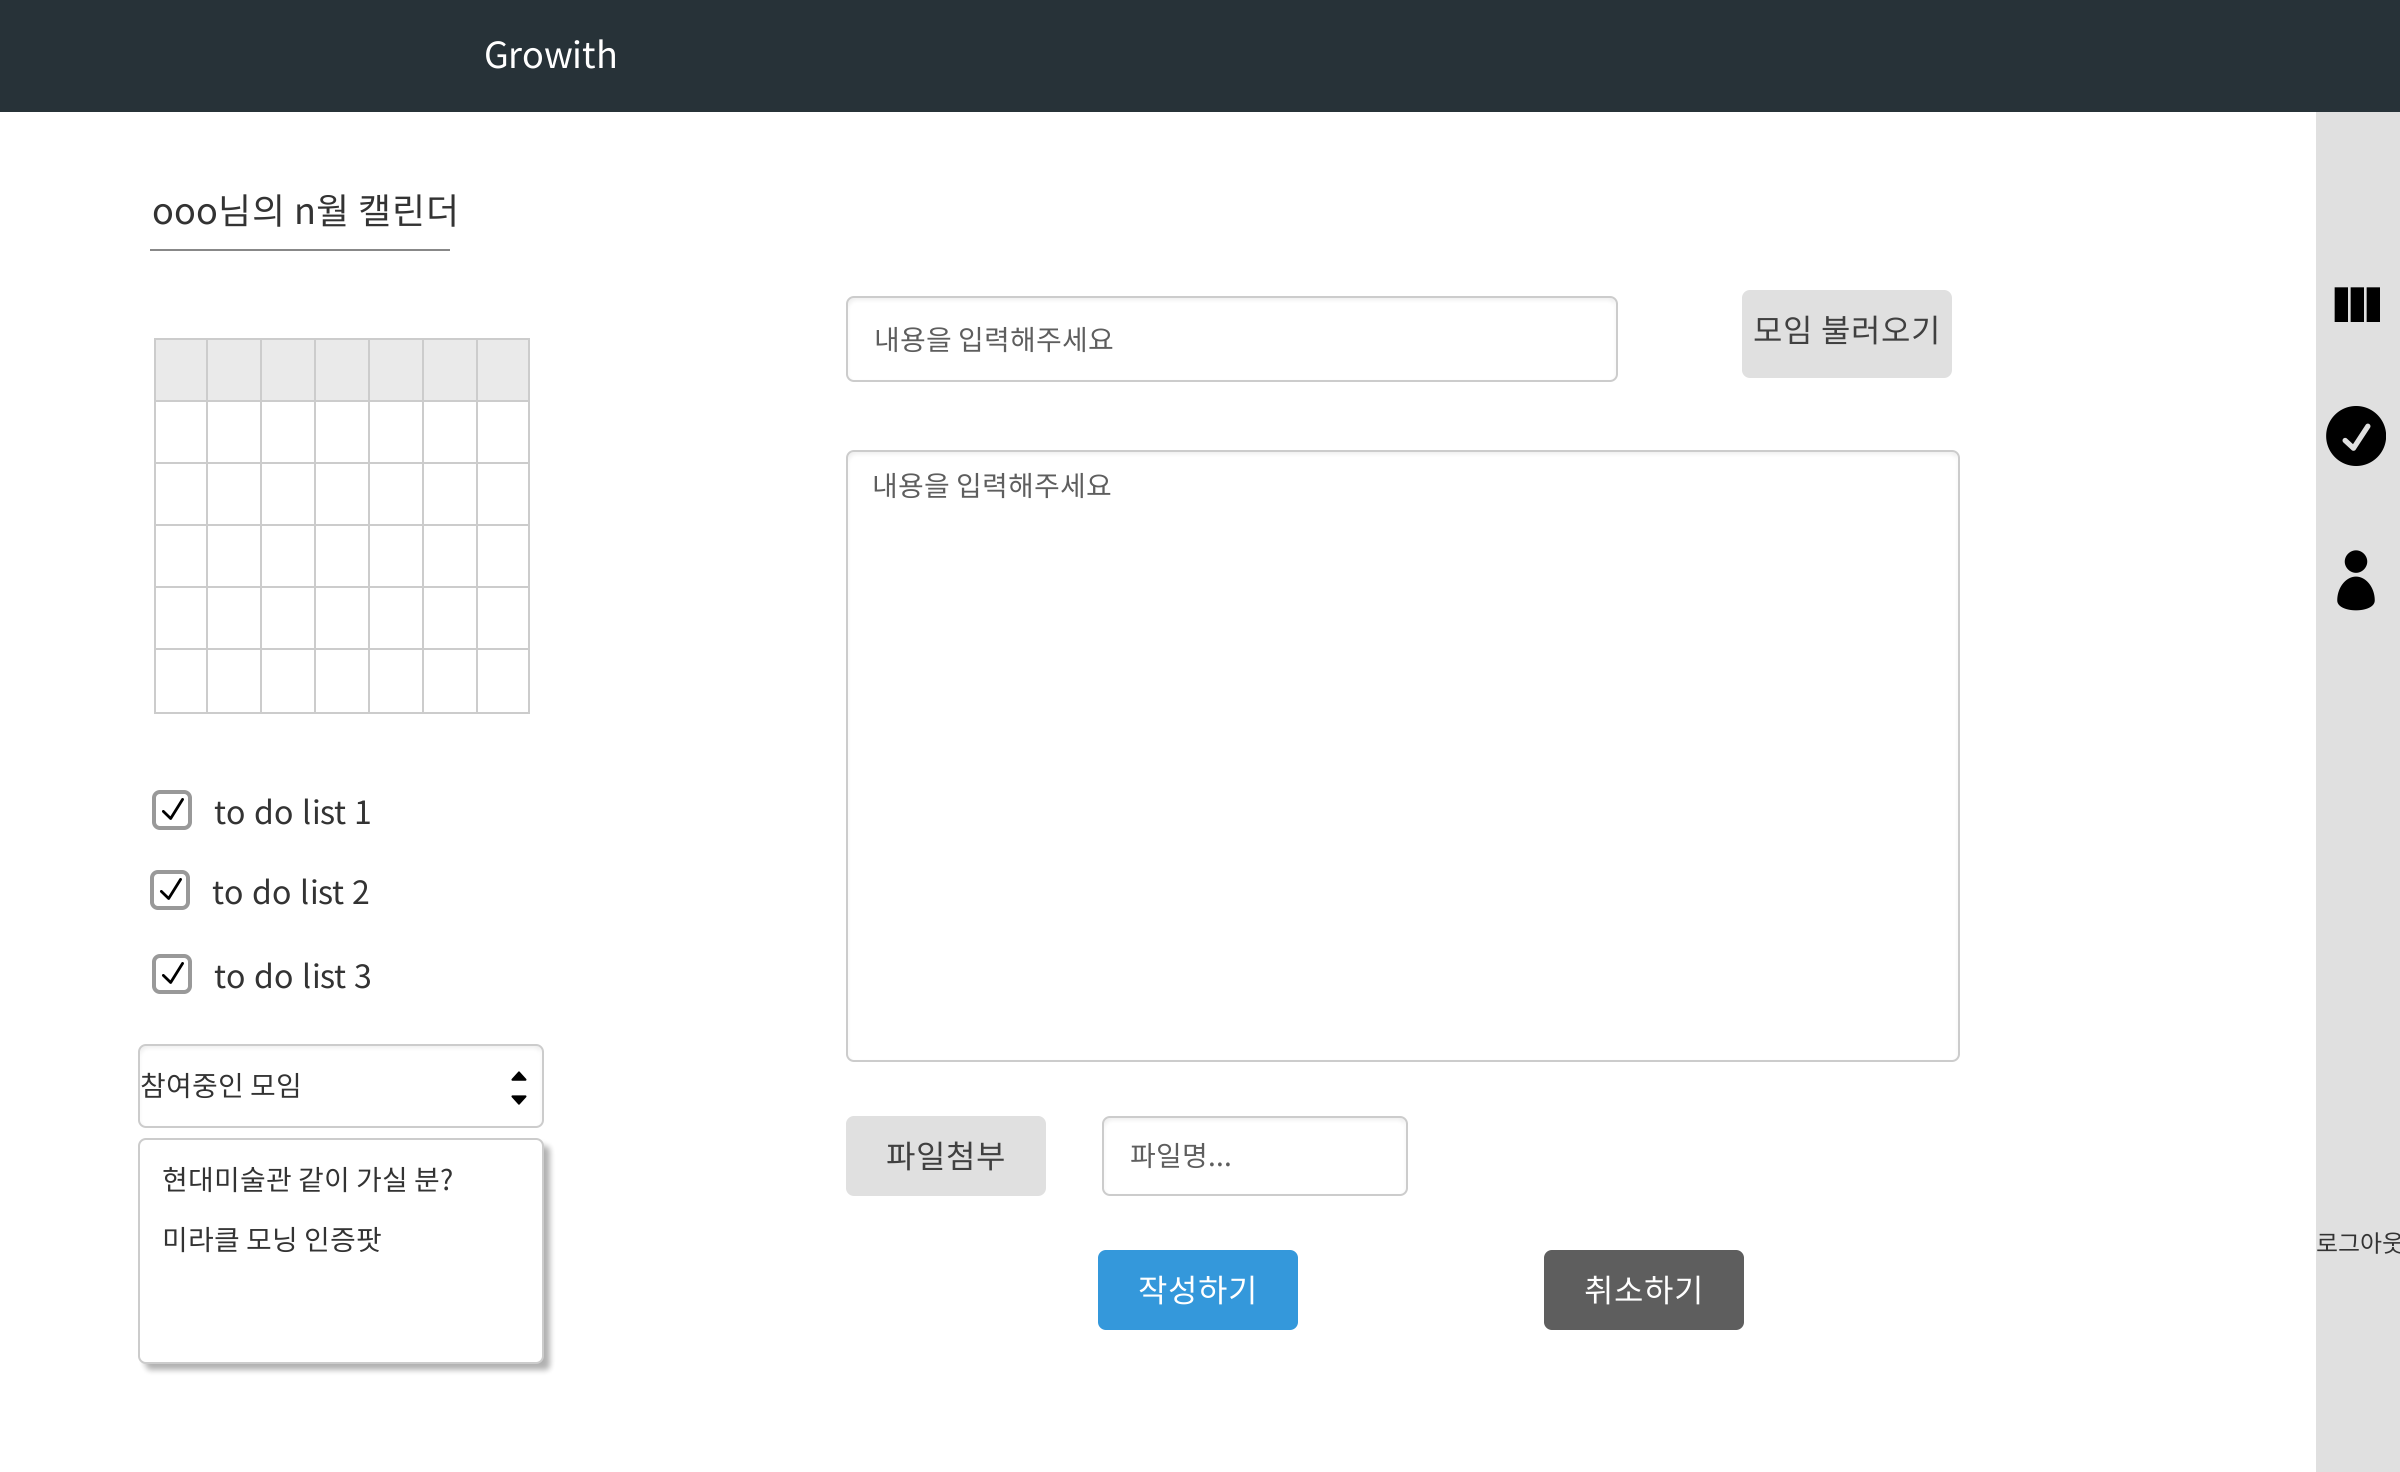 Growith
ooo님의 n월 캘린더
to do list 1
to do list 2
to do list 3
참여중인 모임
현대미술관 같이 가실 분?
미라클 모닝 인증팟
내용을 입력해주세요
모임 불러오기
내용을 입력해주세요
파일첨부
파일명...
작성하기
취소하기
로그아웃